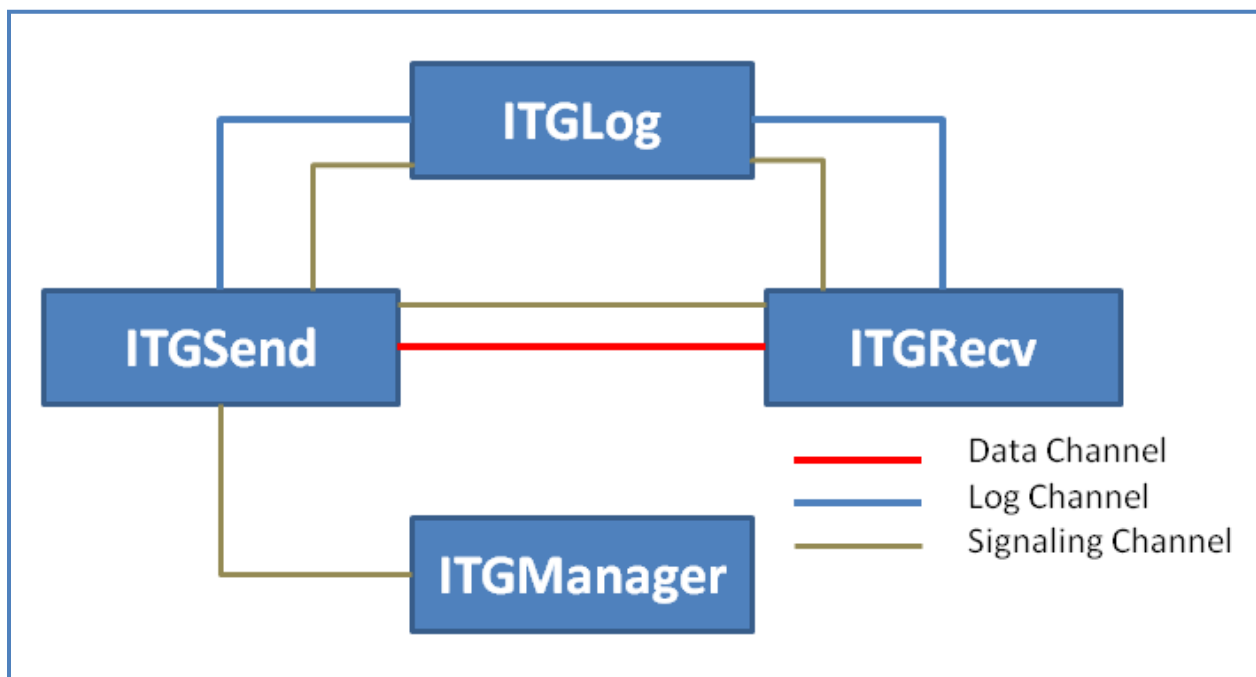 ITGLog
ITGSend
ITGRecv
Data Channel
Log Channel
Signaling Channel
ITGManager